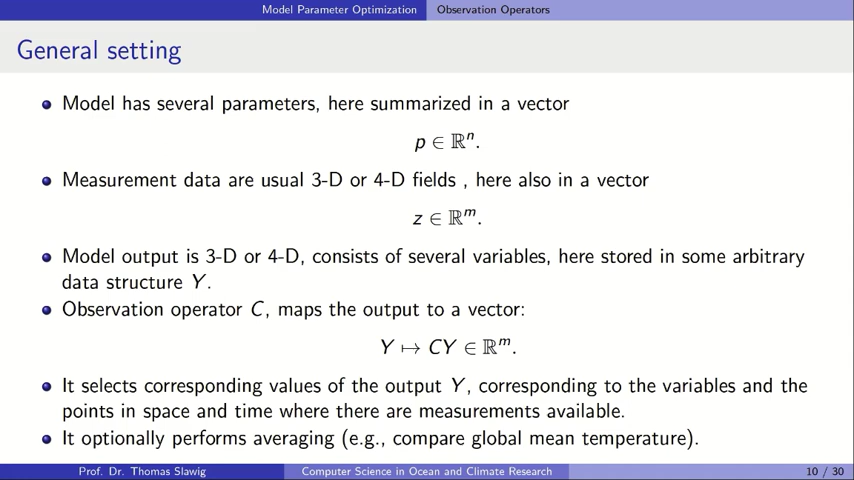 Model Parameter Optimization Observation Operators
General setting
Model has several parameters, here summarized in a vector
p ∈ ℝⁿ.
Measurement data are usual 3-D or 4-D fields , here also in a vector
z ∈ ℝᵐ.
Model output is 3-D or 4-D, consists of several variables, here stored in some arbitrary
data structure Y.
Observation operator C, maps the output to a vector:
Y ↦ CY ∈ ℝᵐ.
It selects corresponding values of the output Y, corresponding to the variables and the
points in space and time where there are measurements available.
It optionally performs averaging (e.g., compare global mean temperature).
Prof. Dr. Thomas Slawig Computer Science in Ocean and Climate Research 10 / 30